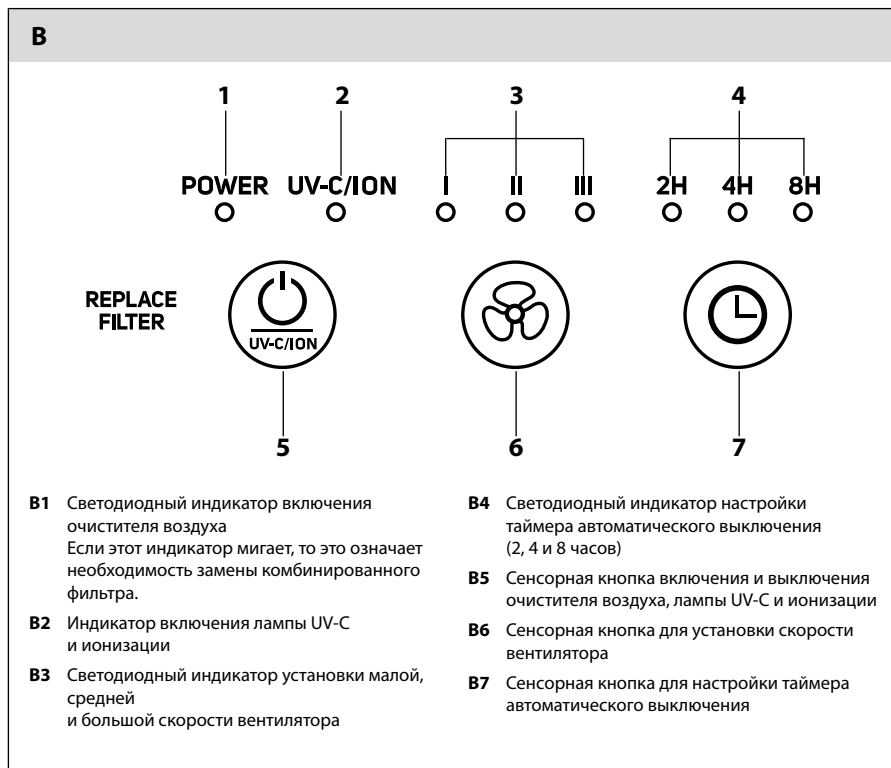 B
1 2 3 4
POWER UV-C/ION I II III 2H 4H 8H
REPLACE
FILTER
UV-C/ION
5 6 7
B1 Светодиодный индикатор включения
очистителя воздуха
Если этот индикатор мигает, то это означает
необходимость замены комбинированного
фильтра.
B2 Индикатор включения лампы UV-C
и ионизации
B3 Светодиодный индикатор установки малой,
средней
и большой скорости вентилятора
B4 Светодиодный индикатор настройки
таймера автоматического выключения
(2, 4 и 8 часов)
B5 Сенсорная кнопка включения и выключения
очистителя воздуха, лампы UV-C и ионизации
B6 Сенсорная кнопка для установки скорости
вентилятора
B7 Сенсорная кнопка для настройки таймера
автоматического выключения